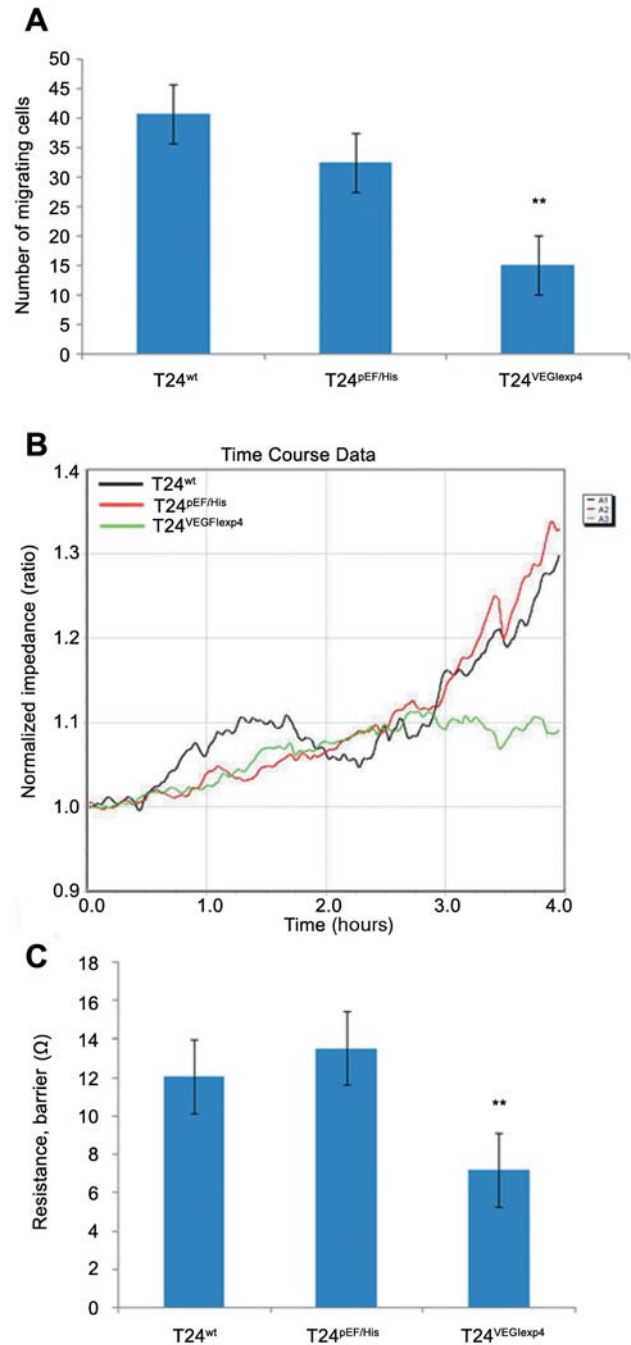 A
Number of migrating cells
50
45
40
35
30
25
20
15
10
5
0
**
T24wt
T24pEF/His
T24VEGIexp4
B
Time Course Data
Normalized impedance (ratio)
1.4
1.3
1.2
1.1
1.0
0.9
T24wt
T24pEF/His
T24VEGFIexp4
A1
A2
A3
0.0
1.0
2.0
3.0
4.0
Time (hours)
C
Resistance, barrier (Ω)
18
16
14
12
10
8
6
4
2
0
**
T24wt
T24pEF/His
T24VEGIexp4